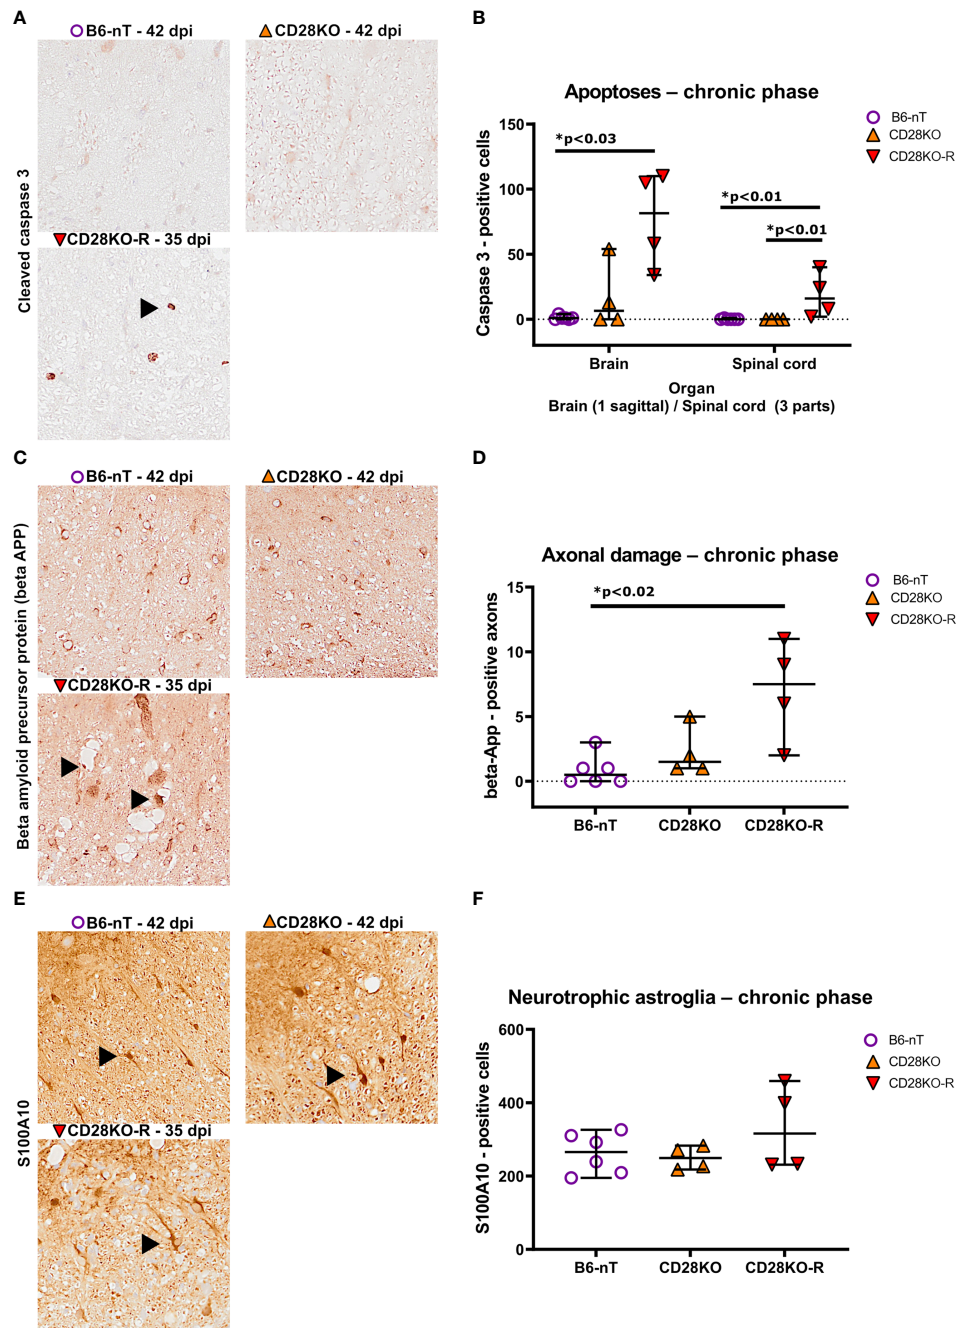 A
B6-nT - 42 dpi
CD28KO - 42 dpi
Cleaved caspase 3
CD28KO-R - 35 dpi
B
Apoptoses – chronic phase
B6-nT
CD28KO
CD28KO-R
Caspase 3 - positive cells
150
100
50
0
*p<0.03
*p<0.01
*p<0.01
Brain
Spinal cord
Organ
Brain (1 sagittal) / Spinal cord (3 parts)
C
B6-nT - 42 dpi
CD28KO - 42 dpi
Beta amyloid precursor protein (beta APP)
CD28KO-R - 35 dpi
D
Axonal damage – chronic phase
B6-nT
CD28KO
CD28KO-R
beta-App - positive axons
15
10
5
0
*p<0.02
B6-nT
CD28KO
CD28KO-R
E
B6-nT - 42 dpi
CD28KO - 42 dpi
S100A10
CD28KO-R - 35 dpi
F
Neurotrophic astroglia – chronic phase
B6-nT
CD28KO
CD28KO-R
S100A10 - positive cells
600
400
200
0
B6-nT
CD28KO
CD28KO-R